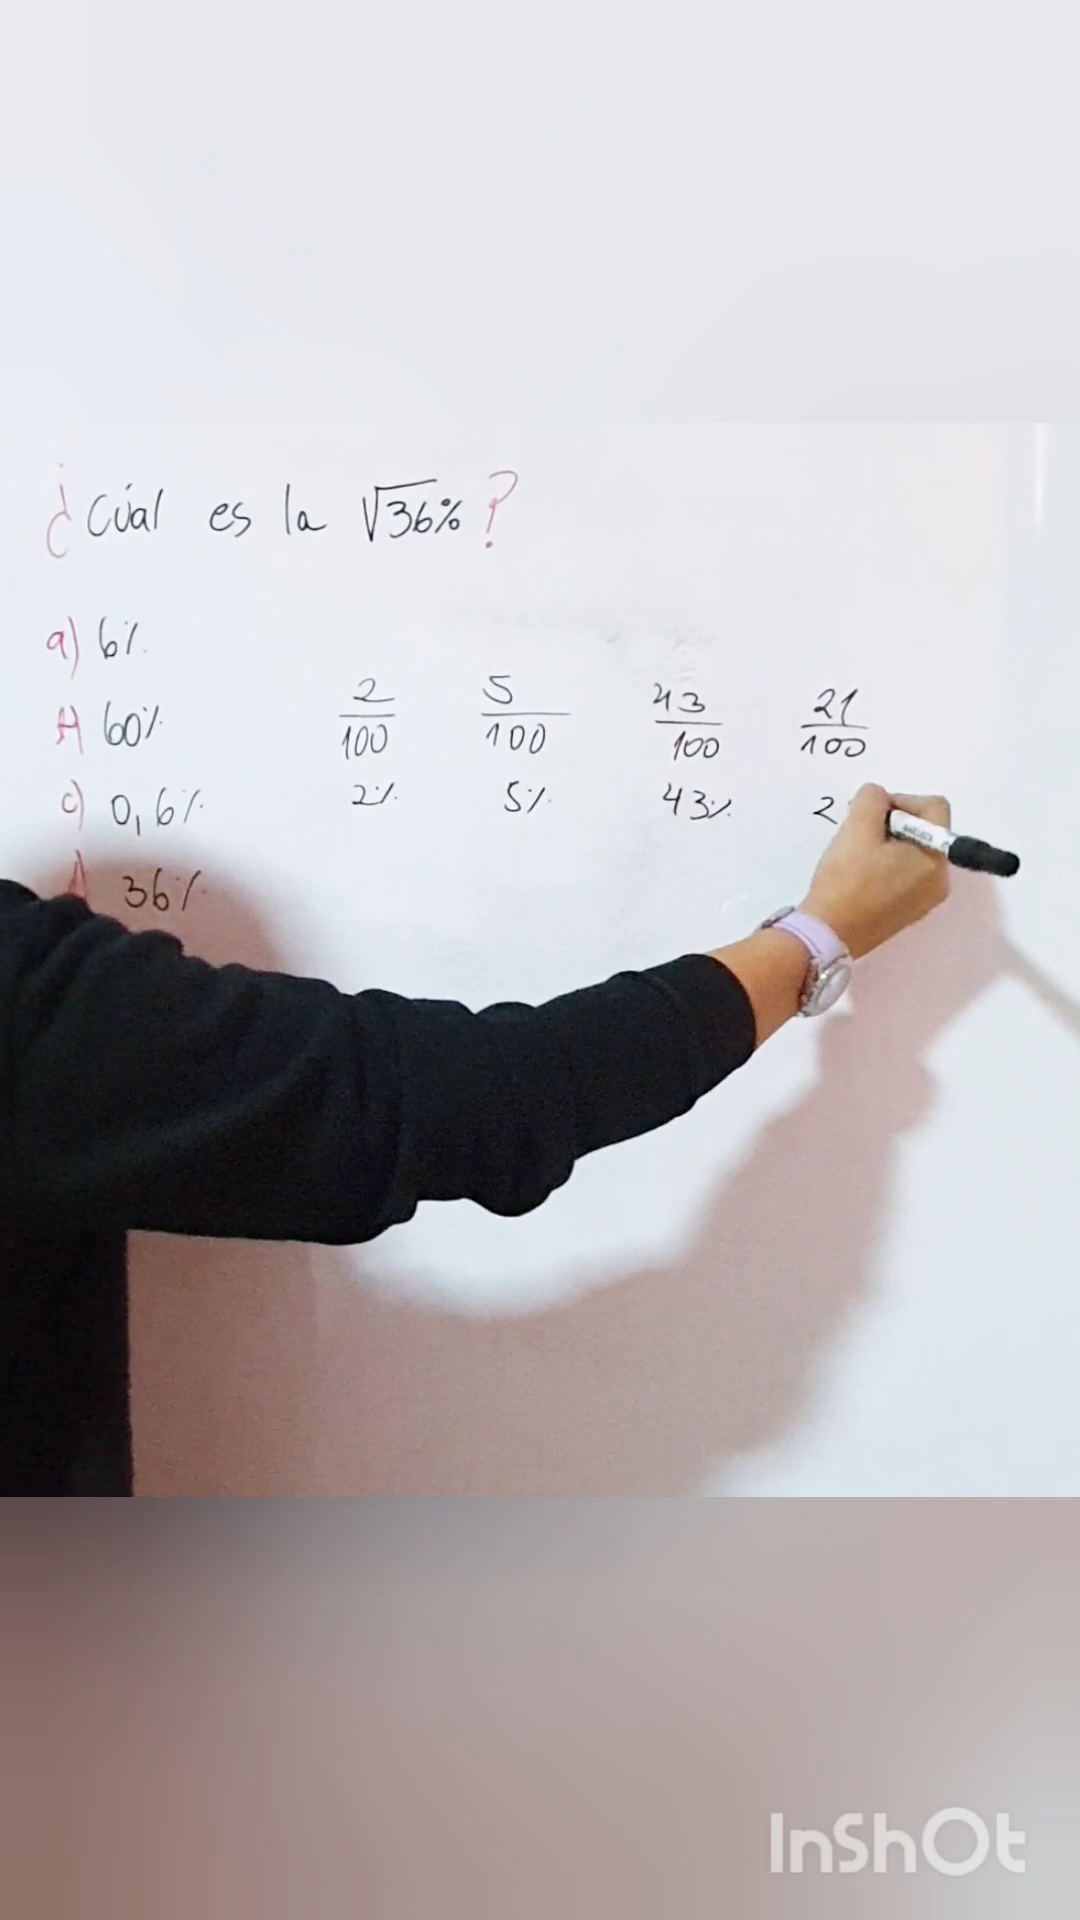 ¿Cúal es la √36%?
a) 6%
60%
c) 0,6%
36%
2/100 5/100 43/100 21/100
2% 5% 43% 2
InShOt